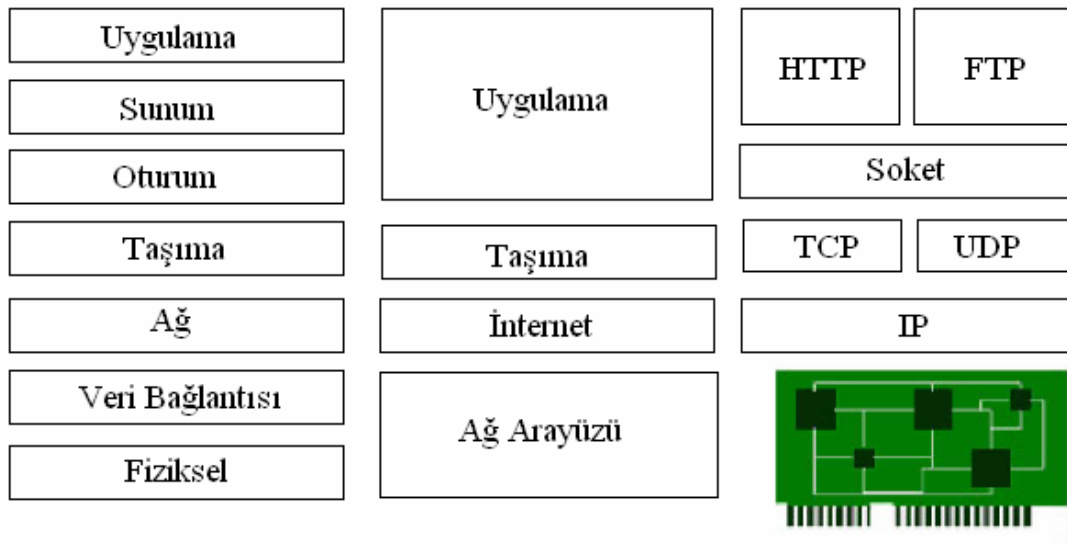 Uygulama
Sunum
Oturum
Taşıma
Ağ
Veri Bağlantısı
Fiziksel
Uygulama
Taşıma
İnternet
Ağ Arayüzü
HTTP
FTP
Soket
TCP
UDP
IP